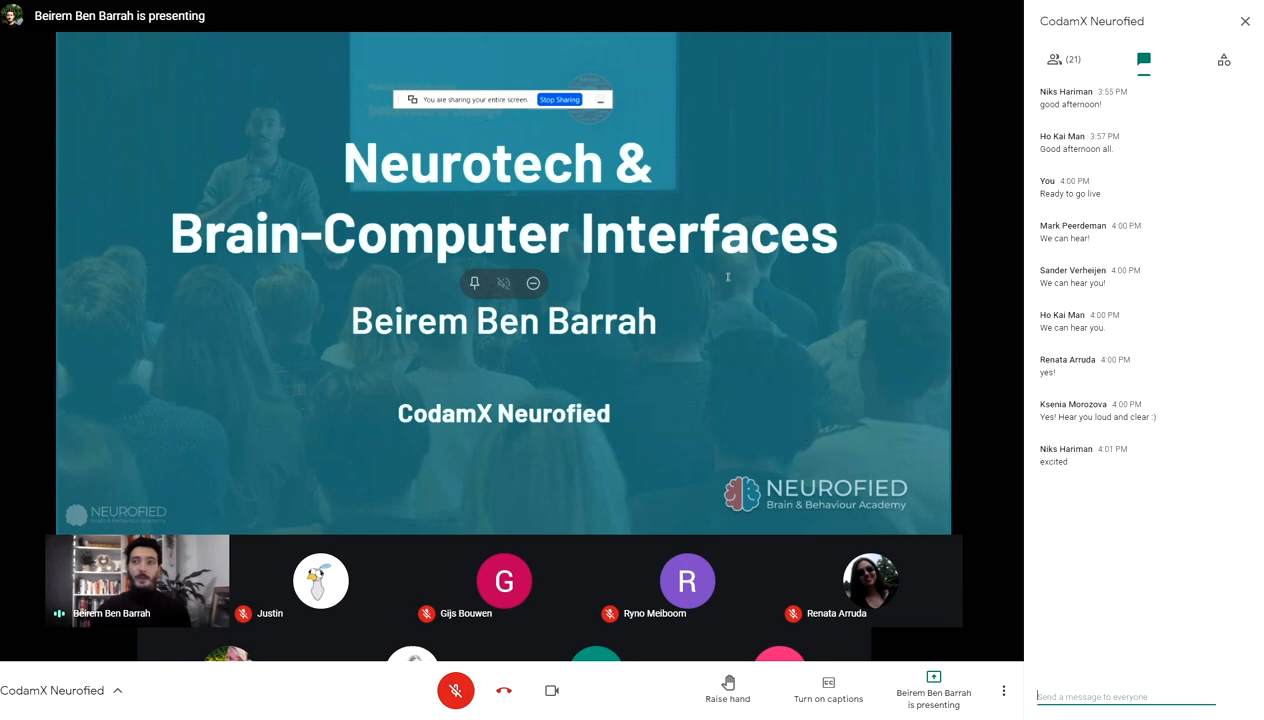 Beirem Ben Barrah is presenting
You are sharing your entire screen.
Stop Sharing
Neurotech &
Brain-Computer Interfaces
Beirem Ben Barrah
CodamX Neurofied
NEUROFIED
Brain & Behaviour Academy
NEUROFIED
Brain & Behaviour Academy
Beirem Ben Barrah
Justin
G
Gijs Bouwen
R
Ryno Meiboom
Renata Arruda
CodamX Neurofied
Raise hand
CC
Turn on captions
Beirem Ben Barrah
is presenting
CodamX Neurofied
(21)
Niks Hariman 3:55 PM
good afternoon!
Ho Kai Man 3:57 PM
Good afternoon all.
You 4:00 PM
Ready to go live
Mark Peerdeman 4:00 PM
We can hear!
Sander Verheijen 4:00 PM
We can hear you!
Ho Kai Man 4:00 PM
We can hear you.
Renata Arruda 4:00 PM
yes!
Ksenia Morozova 4:00 PM
Yes! Hear you loud and clear :)
Niks Hariman 4:01 PM
excited
Send a message to everyone